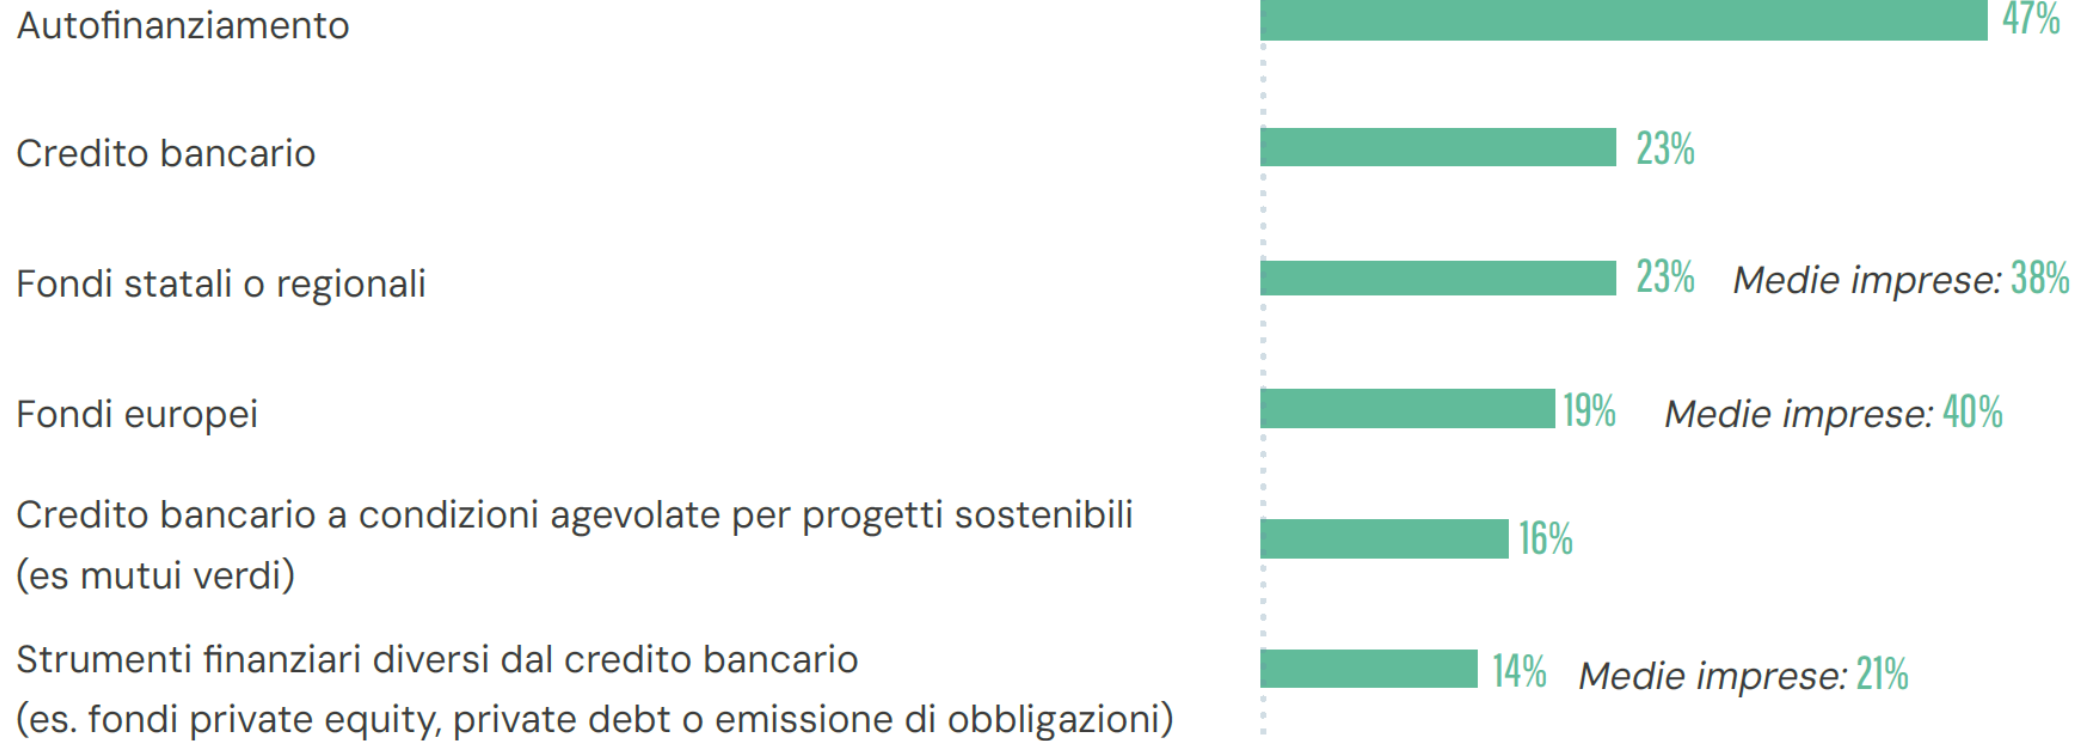 Autofinanziamento 47%
Credito bancario 23%
Fondi statali o regionali 23% Medie imprese: 38%
Fondi europei 19% Medie imprese: 40%
Credito bancario a condizioni agevolate per progetti sostenibili
(es mutui verdi) 16%
Strumenti finanziari diversi dal credito bancario
(es. fondi private equity, private debt o emissione di obbligazioni) 14% Medie imprese: 21%